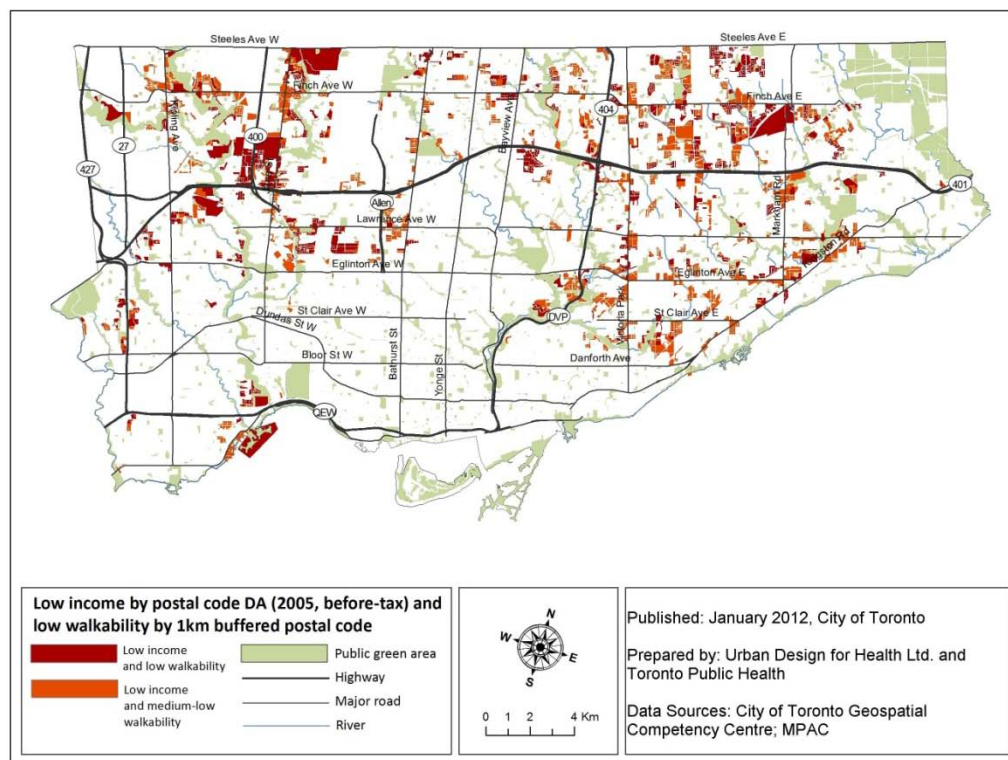 Steeles Ave W
Steeles Ave E
Finch Ave W
Finch Ave E
Kipling Ave
Bayview Ave
404
27
400
427
401
Allen
Lawrence Ave W
Markham Rd
Kingston Rd
Eglinton Ave W
Eglinton Ave E
Victoria Park
St Clair Ave W
DVP
St Clair Ave E
Dundas St W
Bloor St W
Bathurst St
Yonge St
Danforth Ave
QEW
Low income by postal code DA (2005, before-tax) and
low walkability by 1km buffered postal code
Low income
and low walkability
Low income
and medium-low
walkability
Public green area
Highway
Major road
River
N
W
E
S
0 1 2 4 Km
Published: January 2012, City of Toronto
Prepared by: Urban Design for Health Ltd. and
Toronto Public Health
Data Sources: City of Toronto Geospatial
Competency Centre; MPAC